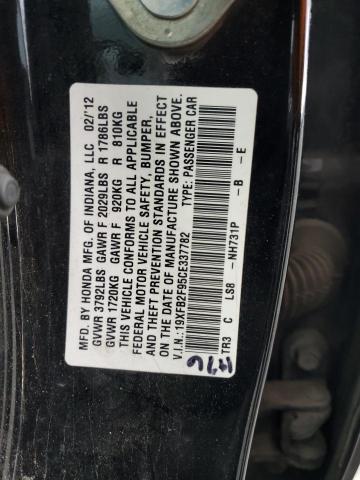 MFD. BY HONDA MFG. OF INDIANA, LLC 02/'12
GVWR 3792LBS GAWR F 2029LBS R 1786LBS
GVWR 1720KG GAWR F 920KG R 810KG
THIS VEHICLE CONFORMS TO ALL APPLICABLE
FEDERAL MOTOR VEHICLE SAFETY, BUMPER,
AND THEFT PREVENTION STANDARDS IN EFFECT
ON THE DATE OF MANUFACTURE SHOWN ABOVE.
V.I.N.:19XFB2F95CE337782 TYPE: PASSENGER CAR
TR3 C LS8 -NH731P -B -E